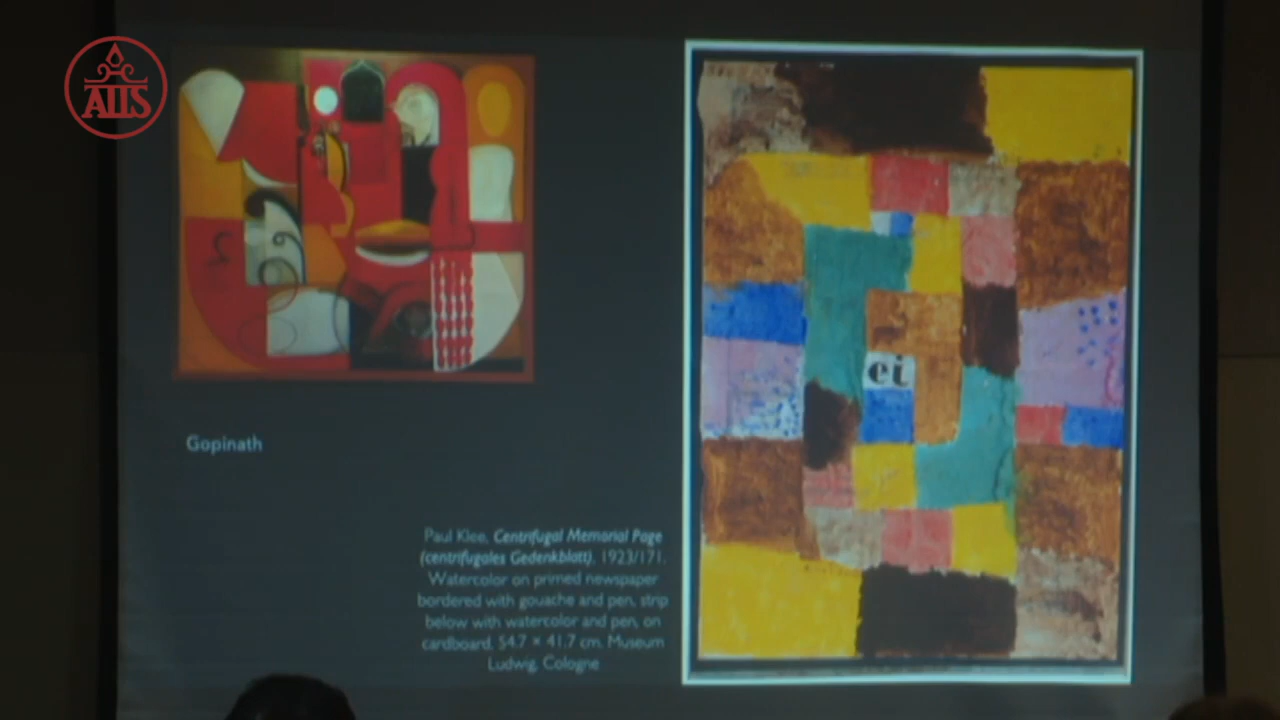 AIIS
Gopinath
Paul Klee, Centrifugal Memorial Page
(centrifugales Gedenkblatt), 1923/171.
Watercolor on primed newspaper
bordered with gouache and pen, strip
below with watercolor and pen, on
cardboard, 54.7 × 41.7 cm. Museum
Ludwig, Cologne
ei